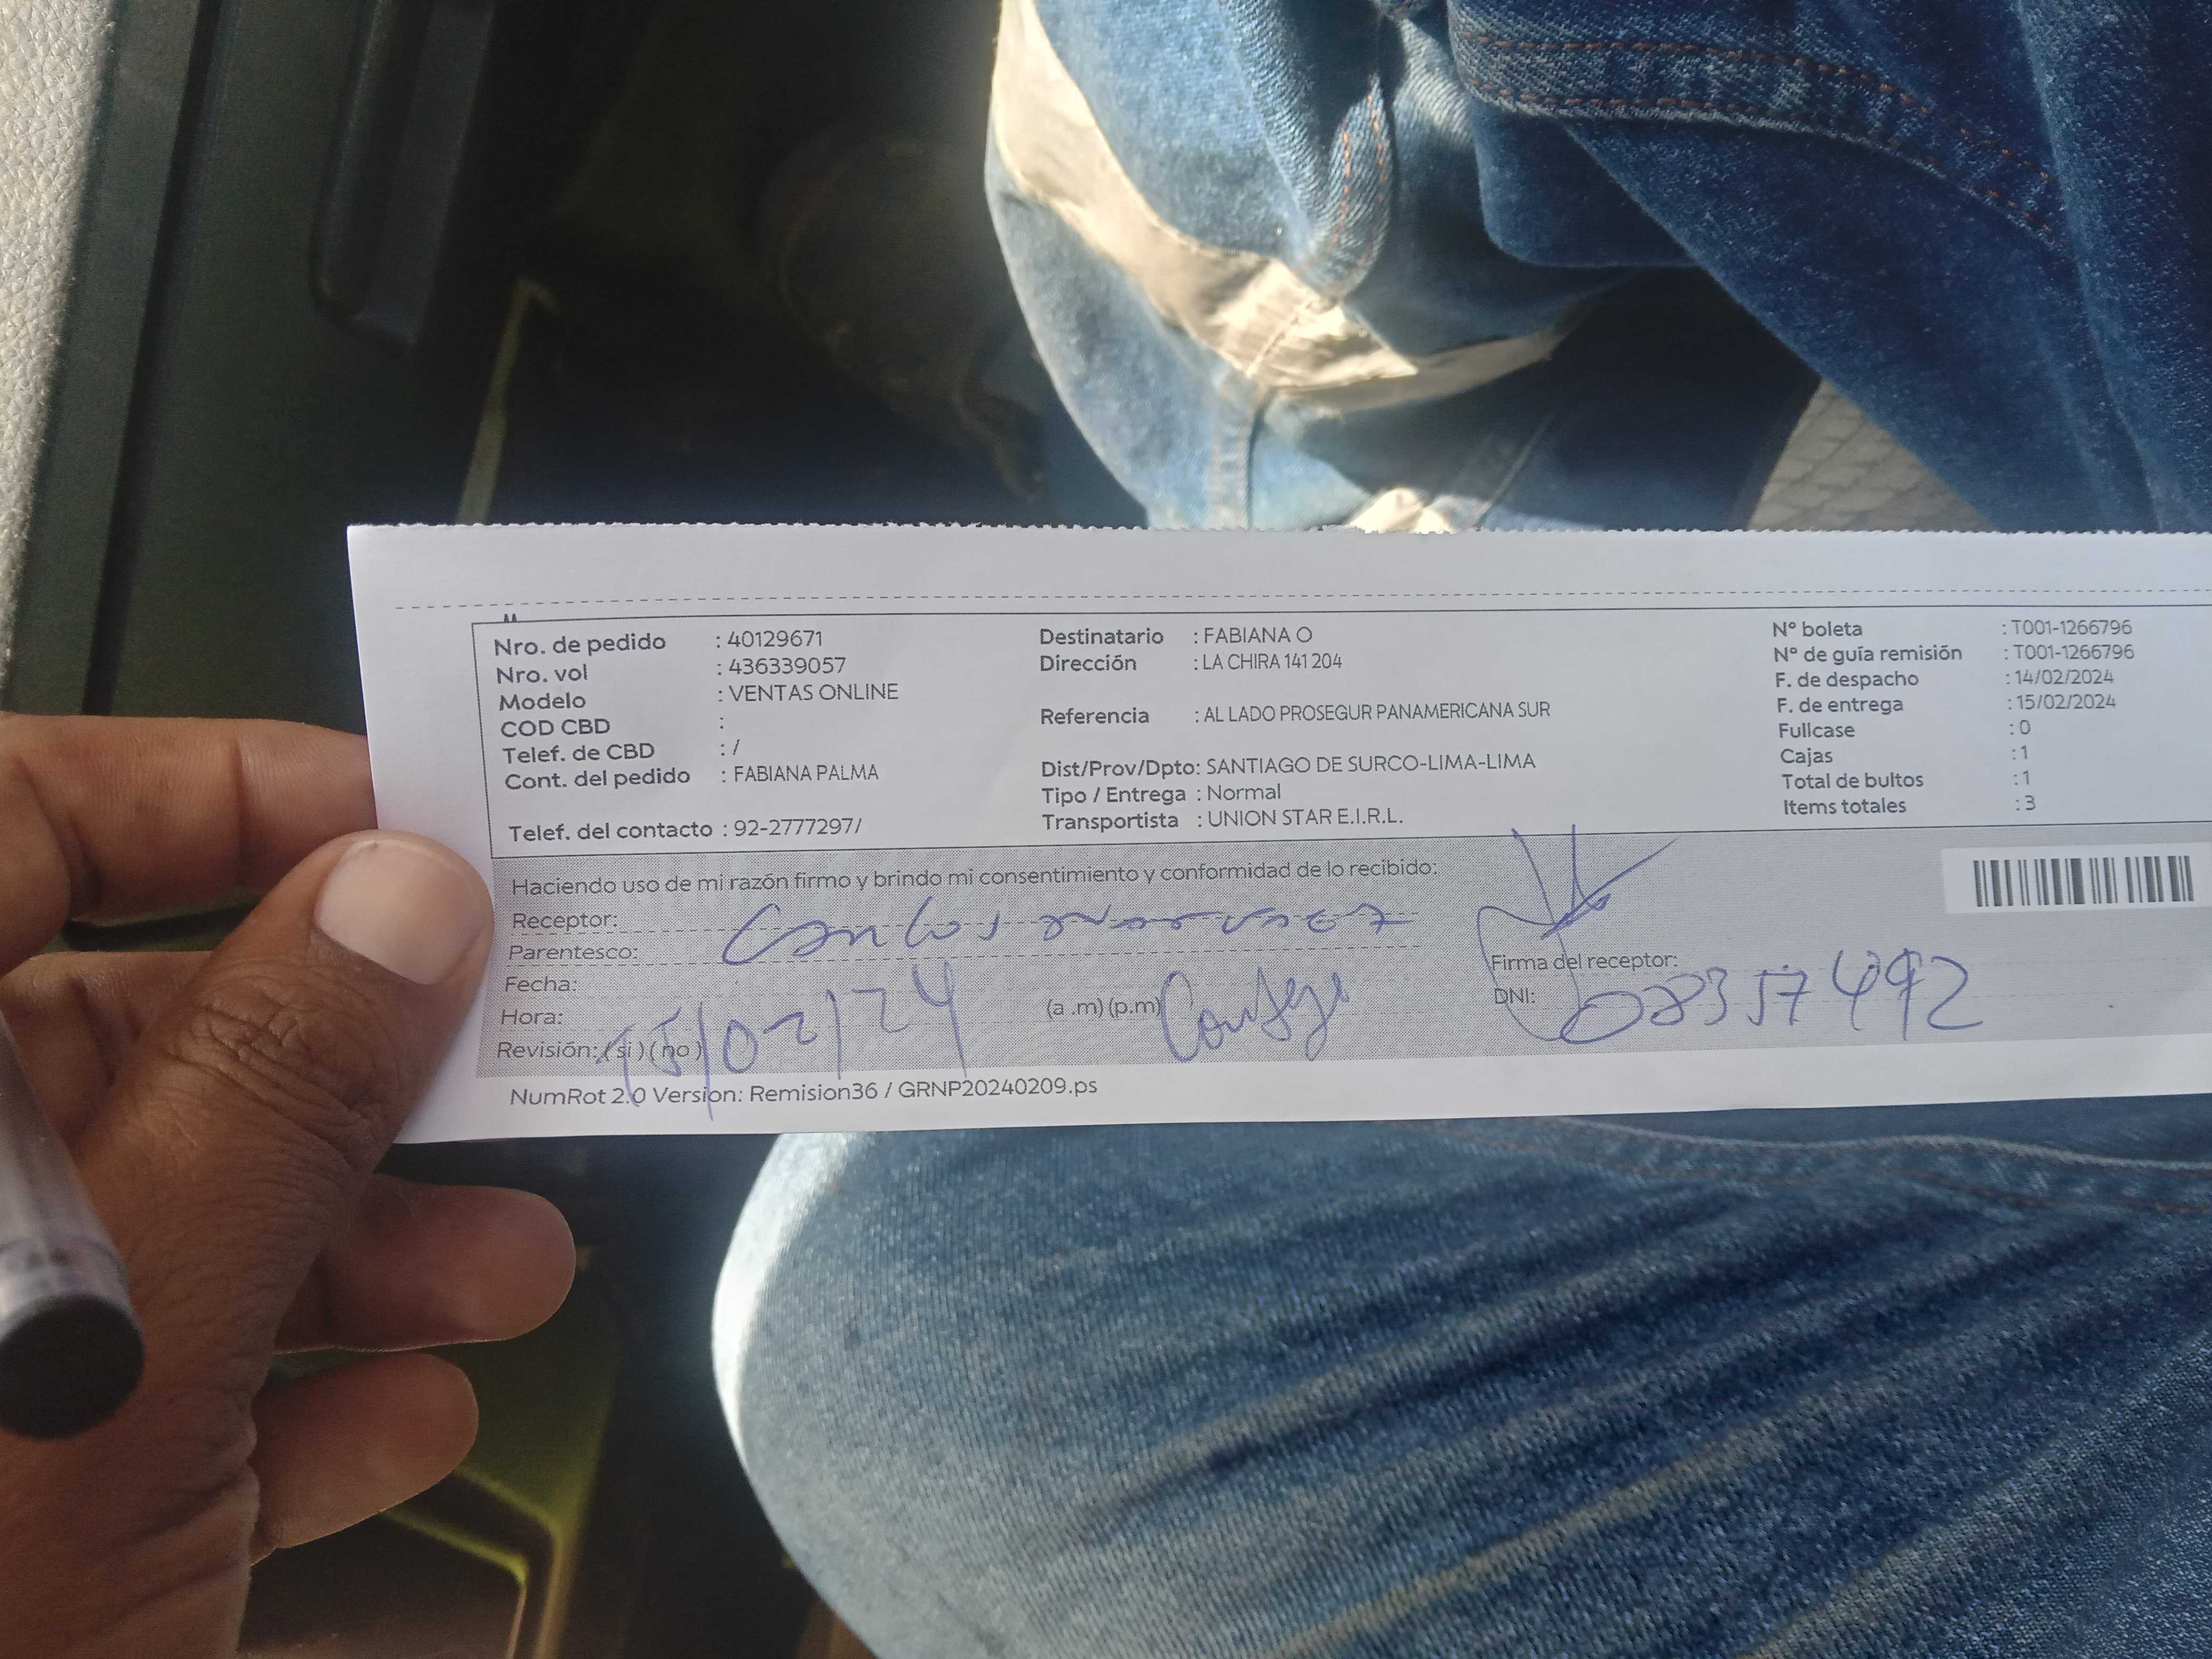 Nro. de pedido : 40129671
Nro. vol : 436339057
Modelo : VENTAS ONLINE
COD CBD :
Telef. de CBD : /
Cont. del pedido : FABIANA PALMA
Telef. del contacto : 92-2777297/
Destinatario : FABIANA O
Dirección : LA CHIRA 141 204
Referencia : AL LADO PROSEGUR PANAMERICANA SUR
Dist/Prov/Dpto: SANTIAGO DE SURCO-LIMA-LIMA
Tipo / Entrega : Normal
Transportista : UNION STAR E.I.R.L.
Nº boleta : T001-1266796
Nº de guía remisión : T001-1266796
F. de despacho : 14/02/2024
F. de entrega : 15/02/2024
Fullcase : 0
Cajas : 1
Total de bultos : 1
Items totales : 3
Haciendo uso de mi razón firmo y brindo mi consentimiento y conformidad de lo recibido:
Receptor: Carlos
Parentesco:
Fecha: 15/02/24
Hora: (a .m) (p.m)
Revisión: ( si ) ( no )
Firma del receptor:
DNI: 08357492
NumRot 2.0 Version: Remision36 / GRNP20240209.ps